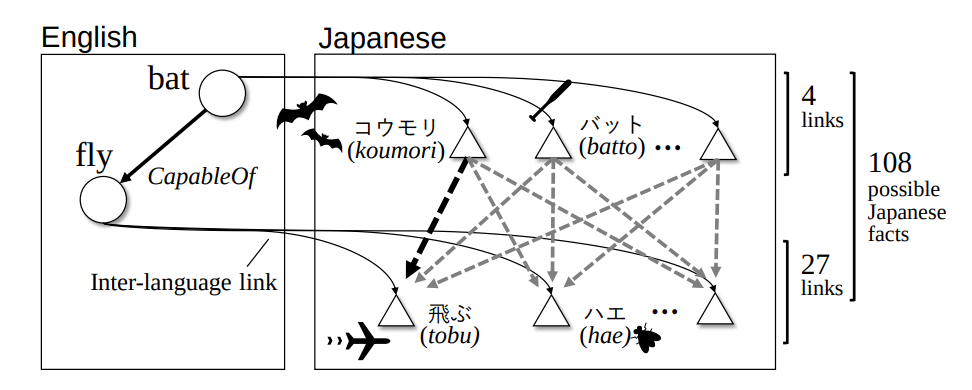 English
Japanese
bat
fly
CapableOf
Inter-language link
コウモリ
(koumori)
バット
(batto)
...
飛ぶ
(tobu)
ハエ
(hae)
...
4
links
27
links
108
possible
Japanese
facts